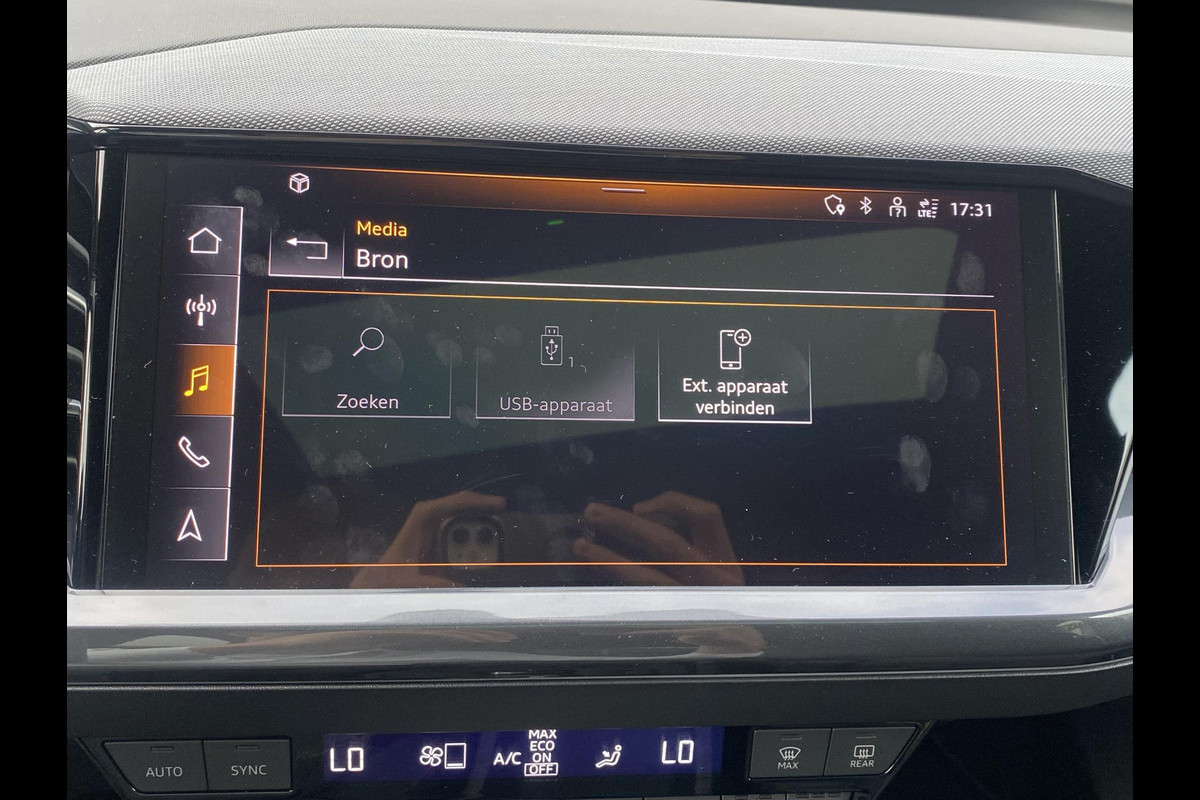 LTE 17:31
Media
Bron
Zoeken
1
USB-apparaat
Ext. apparaat
verbinden
AUTO
SYNC
LO
A/C
MAX
ECO
ON
OFF
LO
MAX
REAR